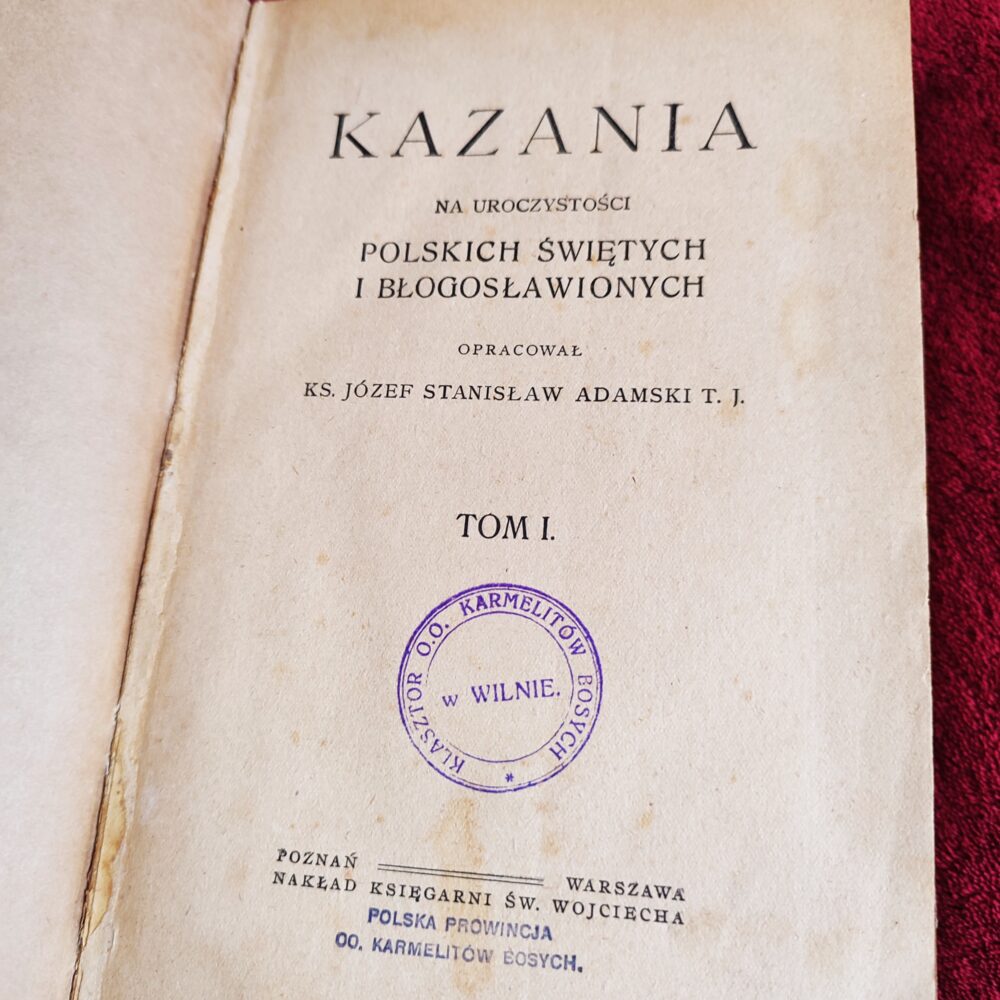 KAZANIA
NA UROCZYSTOŚCI
POLSKICH ŚWIĘTYCH
I BŁOGOSŁAWIONYCH
OPRACOWAŁ
KS. JÓZEF STANISŁAW ADAMSKI T. J.
TOM I.
KLASZTOR O.O. KARMELITÓW BOSYCH *
w WILNIE.
POZNAŃ WARSZAWA
NAKŁAD KSIĘGARNI ŚW. WOJCIECHA
POLSKA PROWINCJA
OO. KARMELITÓW BOSYCH.